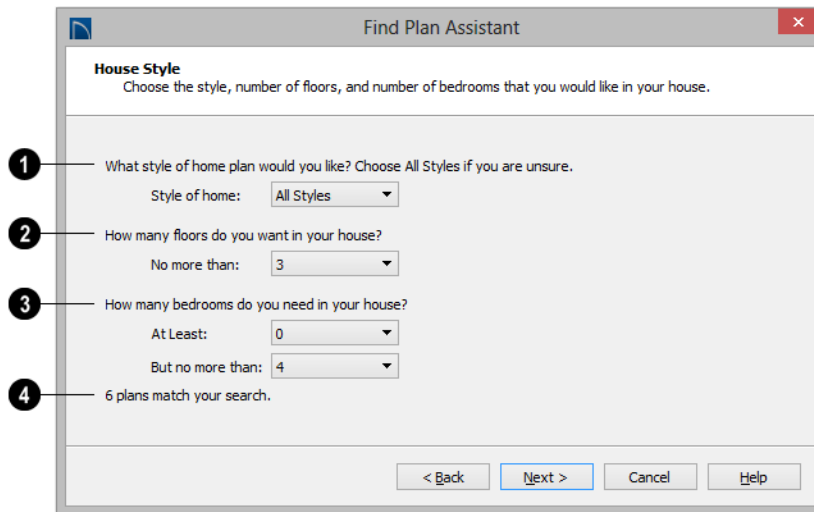 Find Plan Assistant
House Style
Choose the style, number of floors, and number of bedrooms that you would like in your house.
1 What style of home plan would you like? Choose All Styles if you are unsure.
Style of home: All Styles
2 How many floors do you want in your house?
No more than: 3
3 How many bedrooms do you need in your house?
At Least: 0
But no more than: 4
4 6 plans match your search.
< Back Next > Cancel Help